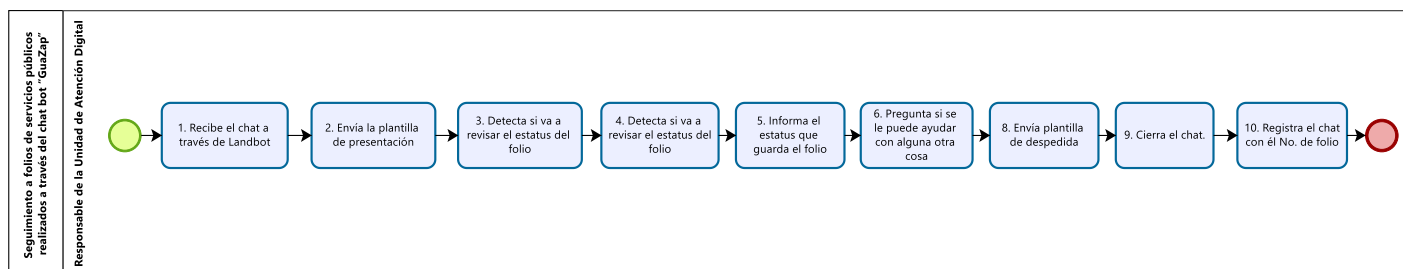 Seguimiento a folios de servicios públicos
realizados a través del chat bot “GuaZap”
Responsable de la Unidad de Atención Digital
1. Recibe el chat a
través de Landbot
2. Envía la plantilla
de presentación
3. Detecta si va a
revisar el estatus del
folio
4. Detecta si va a
revisar el estatus del
folio
5. Informa el
estatus que
guarda el folio
6. Pregunta si se
le puede ayudar
con alguna otra
cosa
8. Envía plantilla
de despedida
9. Cierra el chat.
10. Registra el chat
con él No. de folio